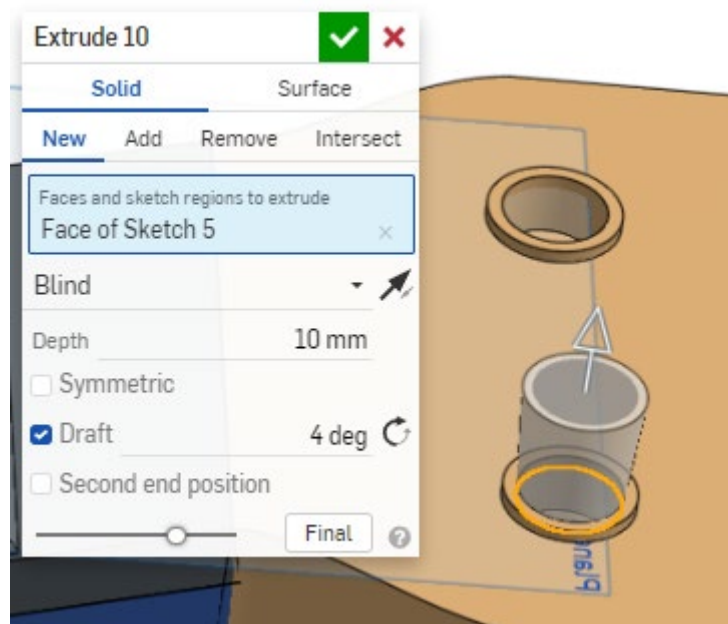 Extrude 10
Solid Surface
New Add Remove Intersect
Faces and sketch regions to extrude
Face of Sketch 5
Blind
Depth 10 mm
Symmetric
Draft 4 deg
Second end position
Final